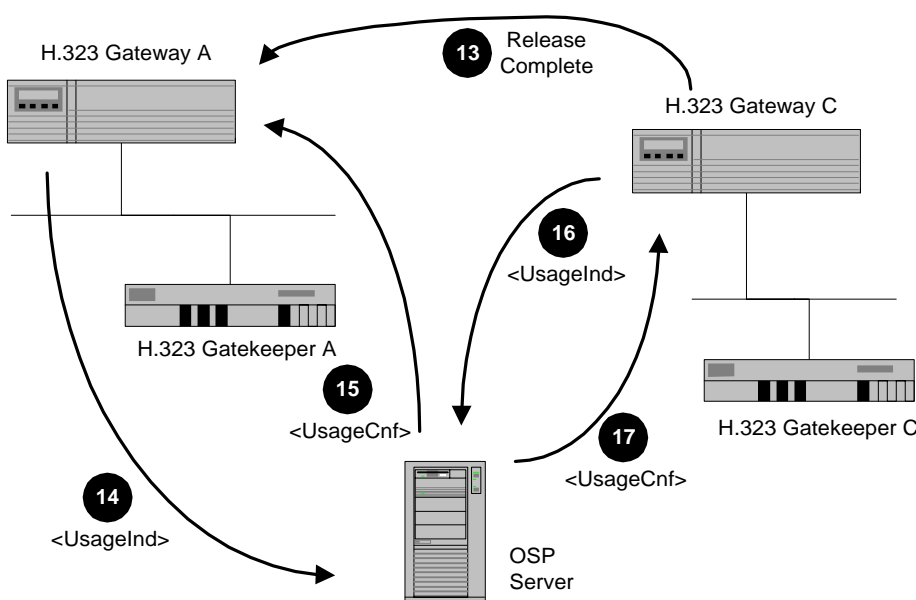 H.323 Gateway A
13
Release
Complete
H.323 Gateway C
16
<UsageInd>
H.323 Gatekeeper A
15
<UsageCnf>
17
<UsageCnf>
H.323 Gatekeeper C
14
<UsageInd>
OSP
Server